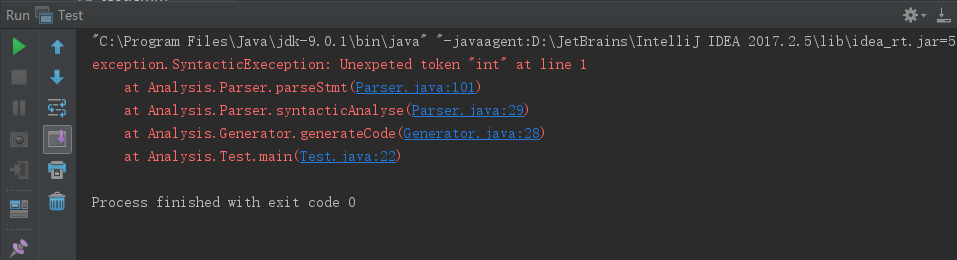 Run Test
"C:\Program Files\Java\jdk-9.0.1\bin\java" "-javaagent:D:\JetBrains\IntelliJ IDEA 2017.2.5\lib\idea_rt.jar=5
exception.SyntacticExeception: Unexpeted token "int" at line 1
at Analysis.Parser.parseStmt(Parser.java:101)
at Analysis.Parser.syntacticAnalyse(Parser.java:29)
at Analysis.Generator.generateCode(Generator.java:28)
at Analysis.Test.main(Test.java:22)
Process finished with exit code 0